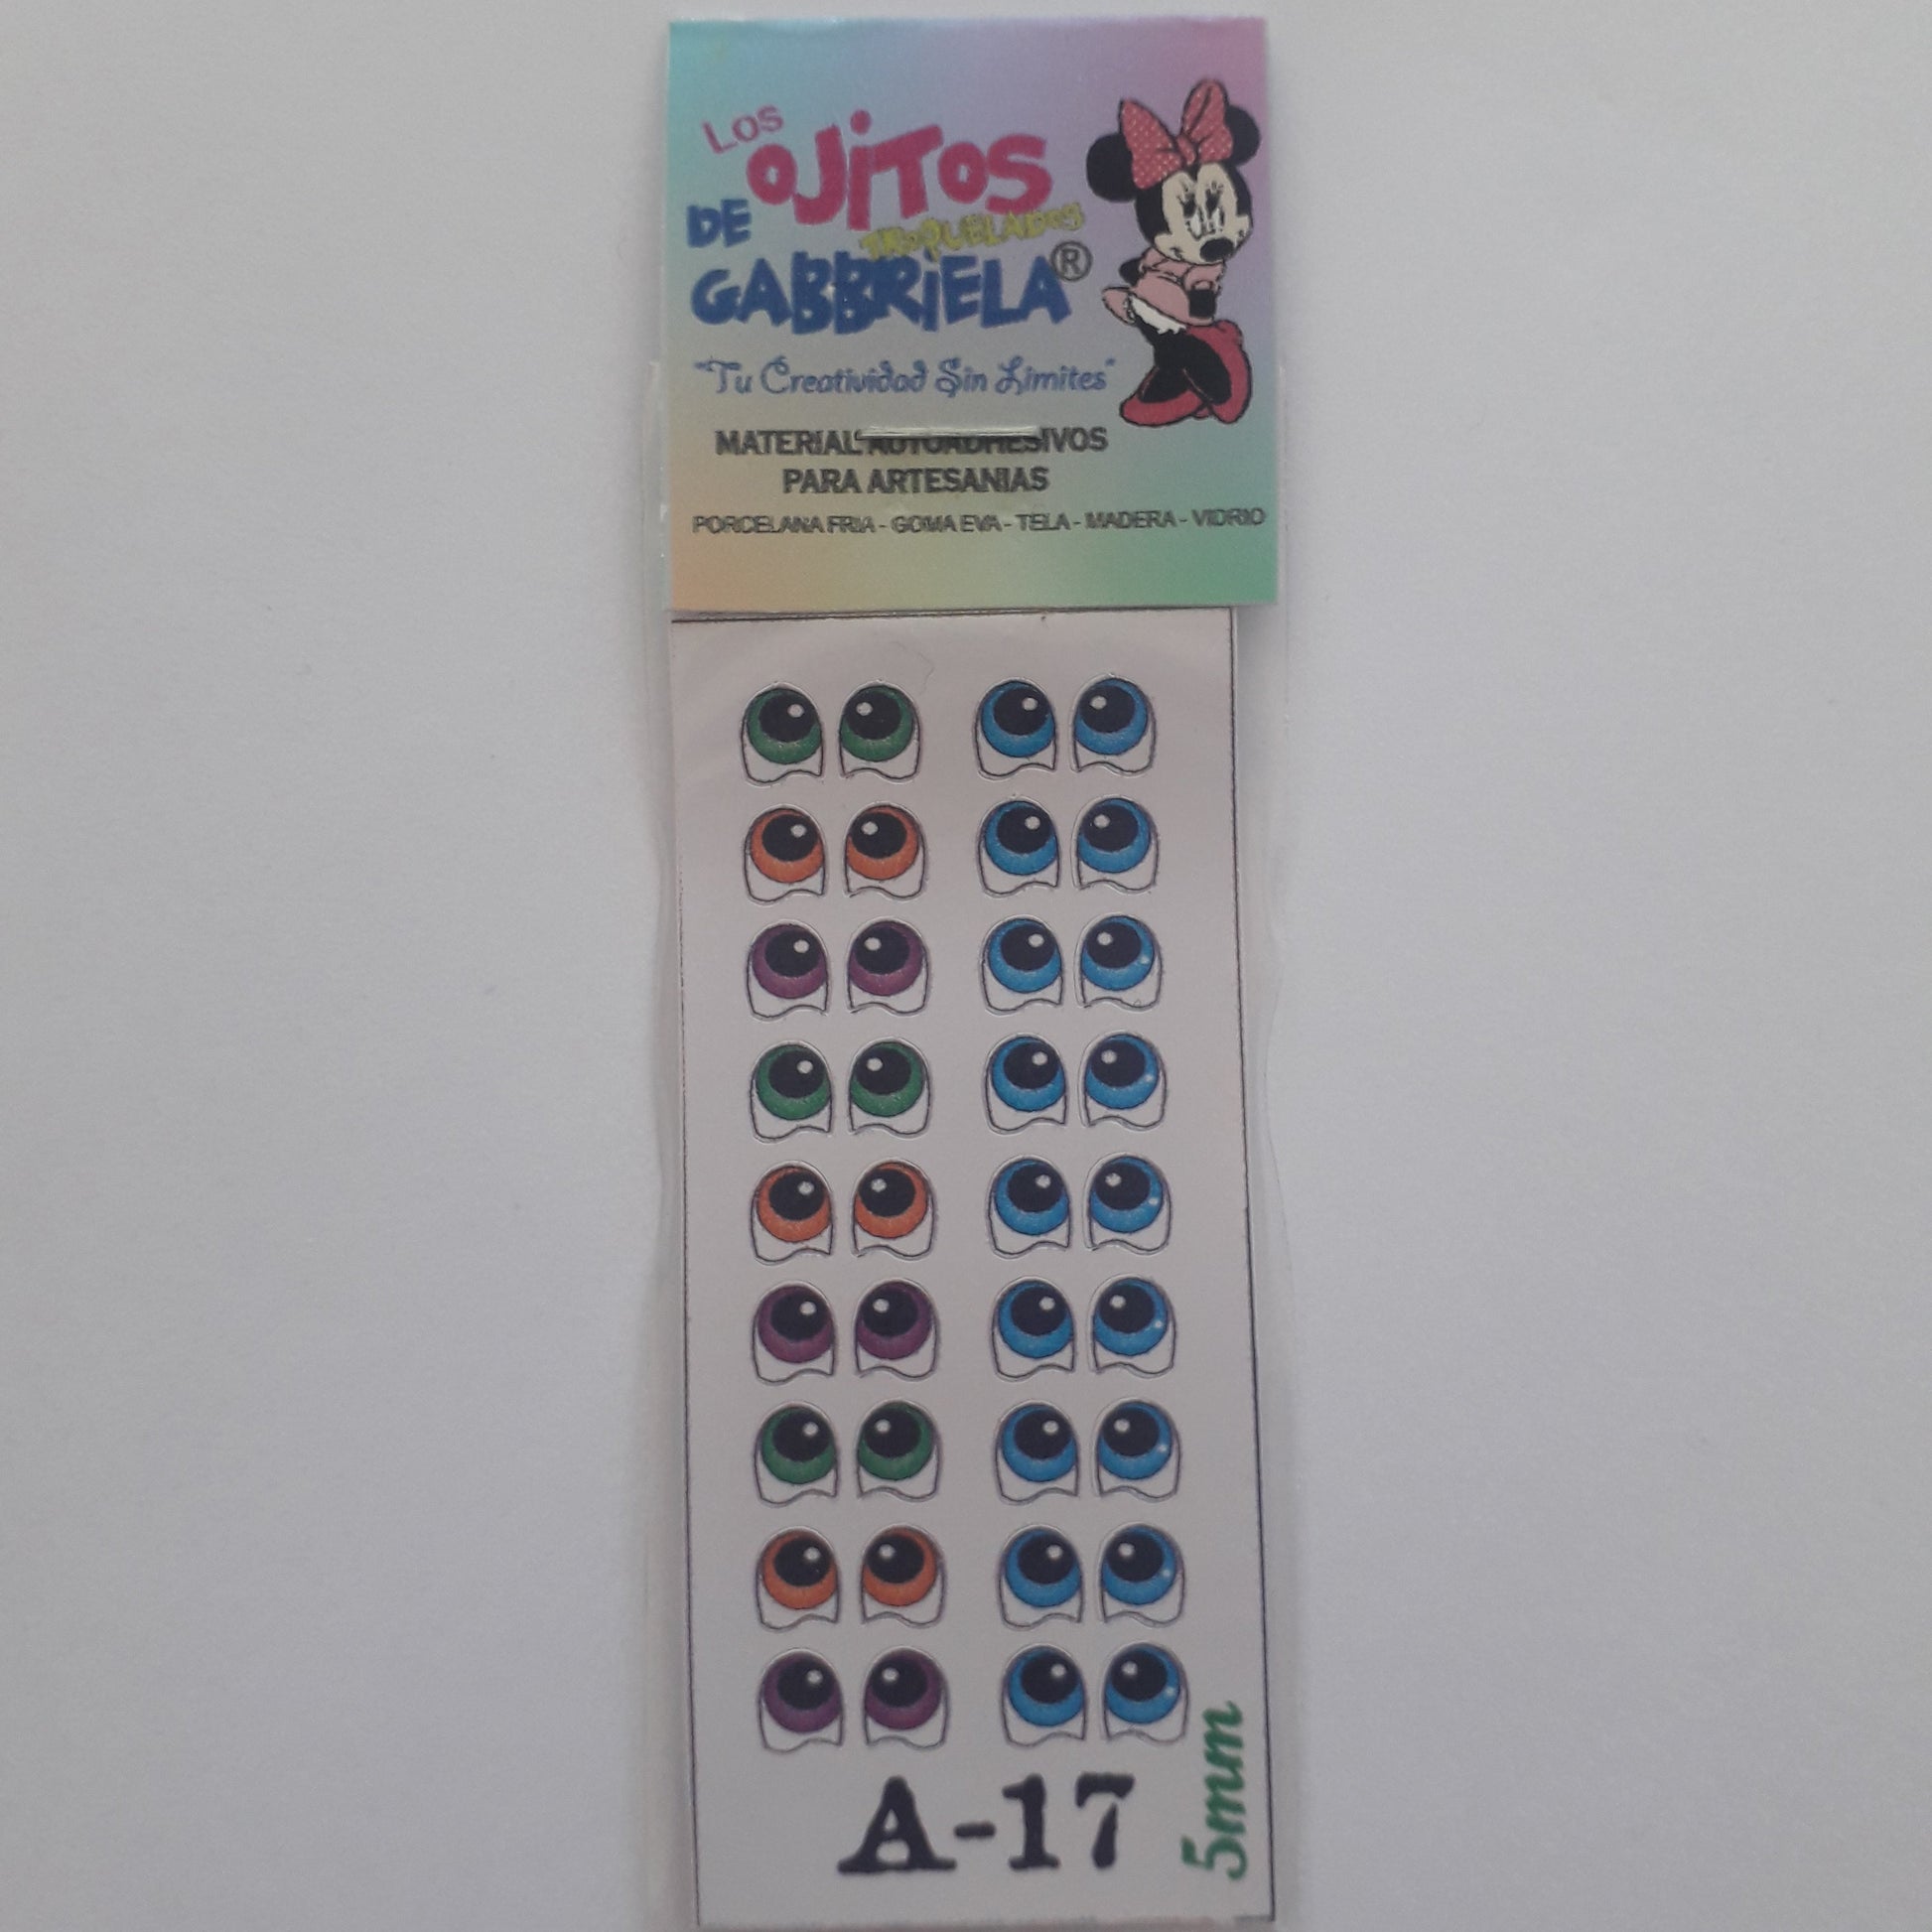 Los
OJiTOS
DE
TROQUELADOS
GABBRiELA®
"Tu Creatividad Sin Limites"
MATERIAL AUTOADHESIVOS
PARA ARTESANIAS
PORCELANA FRIA - GOMA EVA - TELA - MADERA - VIDRIO
A-17
5mm